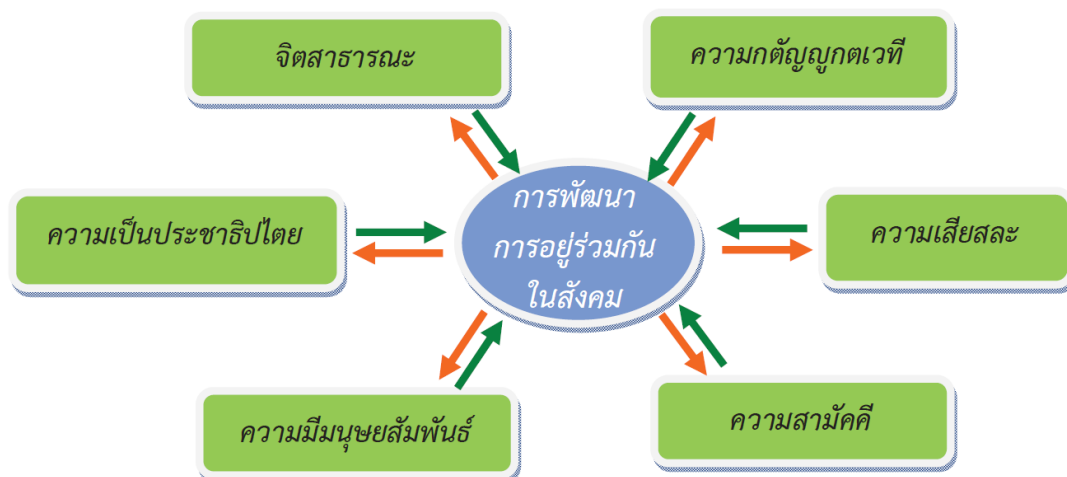 จิตสาธารณะ
ความกตัญญูกตเวที
การพัฒนา
การอยู่ร่วมกัน
ในสังคม
ความเป็นประชาธิปไตย
ความเสียสละ
ความมีมนุษยสัมพันธ์
ความสามัคคี